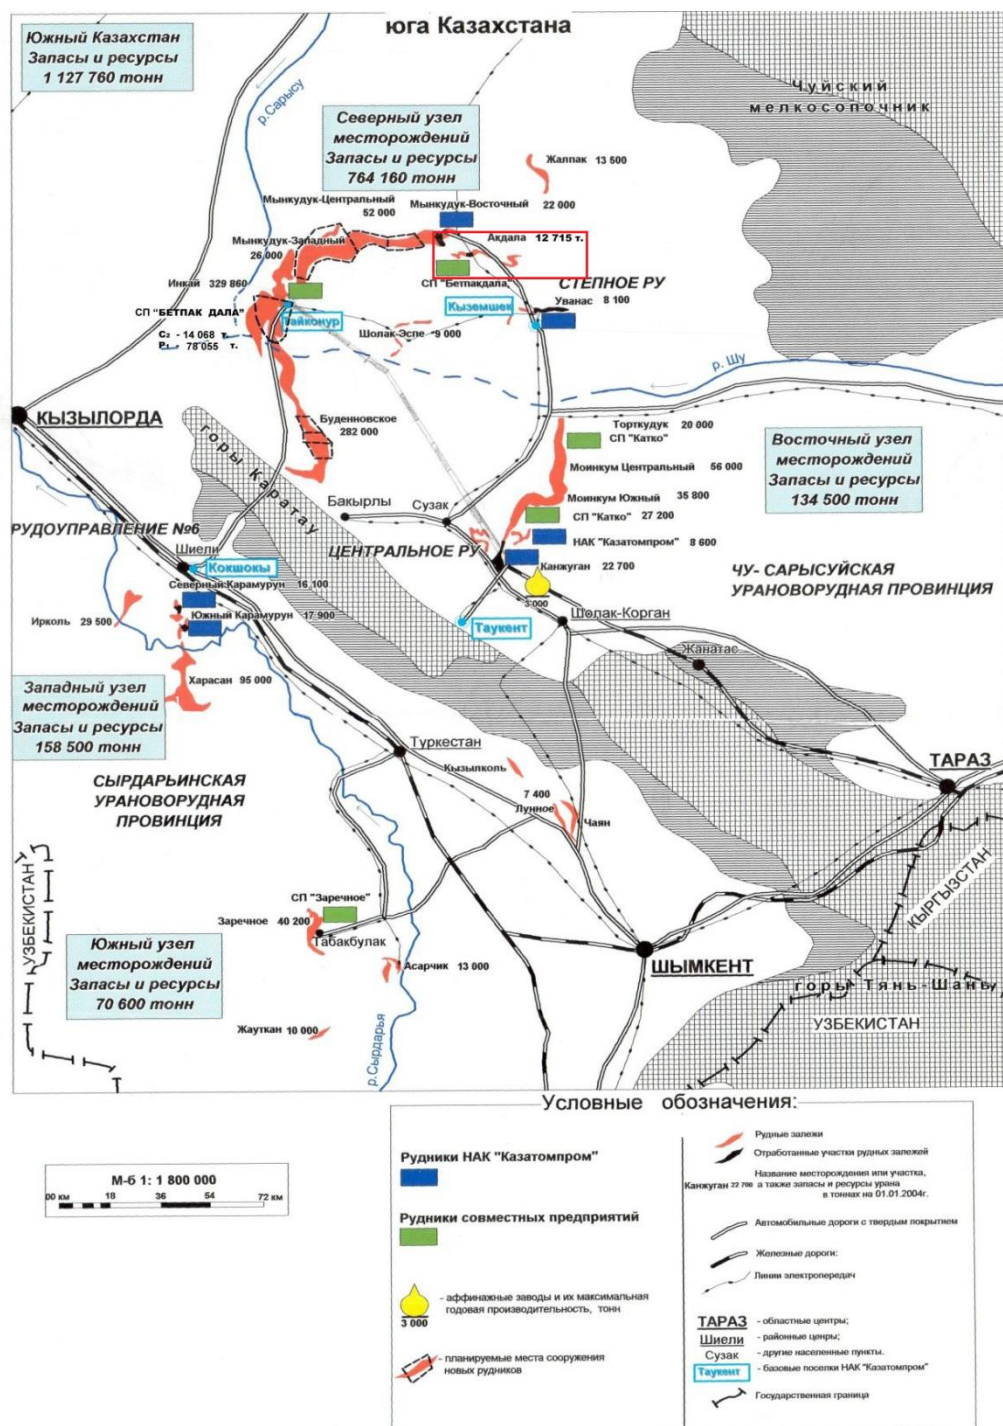 юга Казахстана
Южный Казахстан
Запасы и ресурсы
1 127 760 тонн
р.Сарысу
Чуйский
мелкосопочник
Северный узел
месторождений
Запасы и ресурсы
764 160 тонн
Жалпак 13 500
Мынкудук-Центральный
52 000
Мынкудук-Восточный
22 000
Мынкудук-Западный
26 000
Акдала 12 715 т.
СП "Бетпакдала"
СТЕПНОЕ РУ
Инкай 329 860
Уванас 8 100
Кыземшек
СП "БЕТПАК ДАЛА"
С₂ - 14 068 т.
Р₁ - 78 055 т.
Тайконур
Шолак-Эспе 9 000
р. Шу
КЫЗЫЛОРДА
горы Каратау
Буденновское
282 000
Торткудук 20 000
СП "Катко"
Восточный узел
месторождений
Запасы и ресурсы
134 500 тонн
Моинкум Центральный 56 000
Моинкум Южный 35 800
СП "Катко" 27 200
НАК "Казатомпром" 8 600
Бакырлы
Сузак
РУДОУПРАВЛЕНИЕ №6
ЦЕНТРАЛЬНОЕ РУ
Канжуган 22 700
3 000
ЧУ- САРЫСУЙСКАЯ
УРАНОВОРУДНАЯ ПРОВИНЦИЯ
Шиели
Кокшокы
Северный Карамурун 16 100
Южный Карамурун 17 900
Ирколь 29 500
Таукент
Шолак-Корган
Жанатас
Харасан 95 000
Западный узел
месторождений
Запасы и ресурсы
158 500 тонн
Туркестан
Кызылколь
7 400
Лунное
Чаян
ТАРАЗ
СЫРДАРЬИНСКАЯ
УРАНОВОРУДНАЯ
ПРОВИНЦИЯ
УЗБЕКИСТАН
КЫРГЫЗСТАН
СП "Заречное"
Заречное 40 200
Табакбулак
Южный узел
месторождений
Запасы и ресурсы
70 600 тонн
Асарчик 13 000
ШЫМКЕНТ
горы Тянь-Шань
УЗБЕКИСТАН
Жауткан 10 000
р.Сырдарья
Условные обозначения:
М-б 1: 1 800 000
00 км 18 36 54 72 км
Рудники НАК "Казатомпром"
Рудники совместных предприятий
3 000
- аффинажные заводы и их максимальная
годовая производительность, тонн
- планируемые места сооружения
новых рудников
Рудные залежи
Отработанные участки рудных залежей
Канжуган 22 700
Название месторождения или участка,
а также запасы и ресурсы урана
в тоннах на 01.01.2004г.
Автомобильные дороги с твердым покрытием
Железные дороги:
Линии электропередач
ТАРАЗ - областные центры;
Шиели - районные ценры;
Сузак - другие населенные пункты.
Таукент - базовые поселки НАК "Казатомпром"
Государственная граница